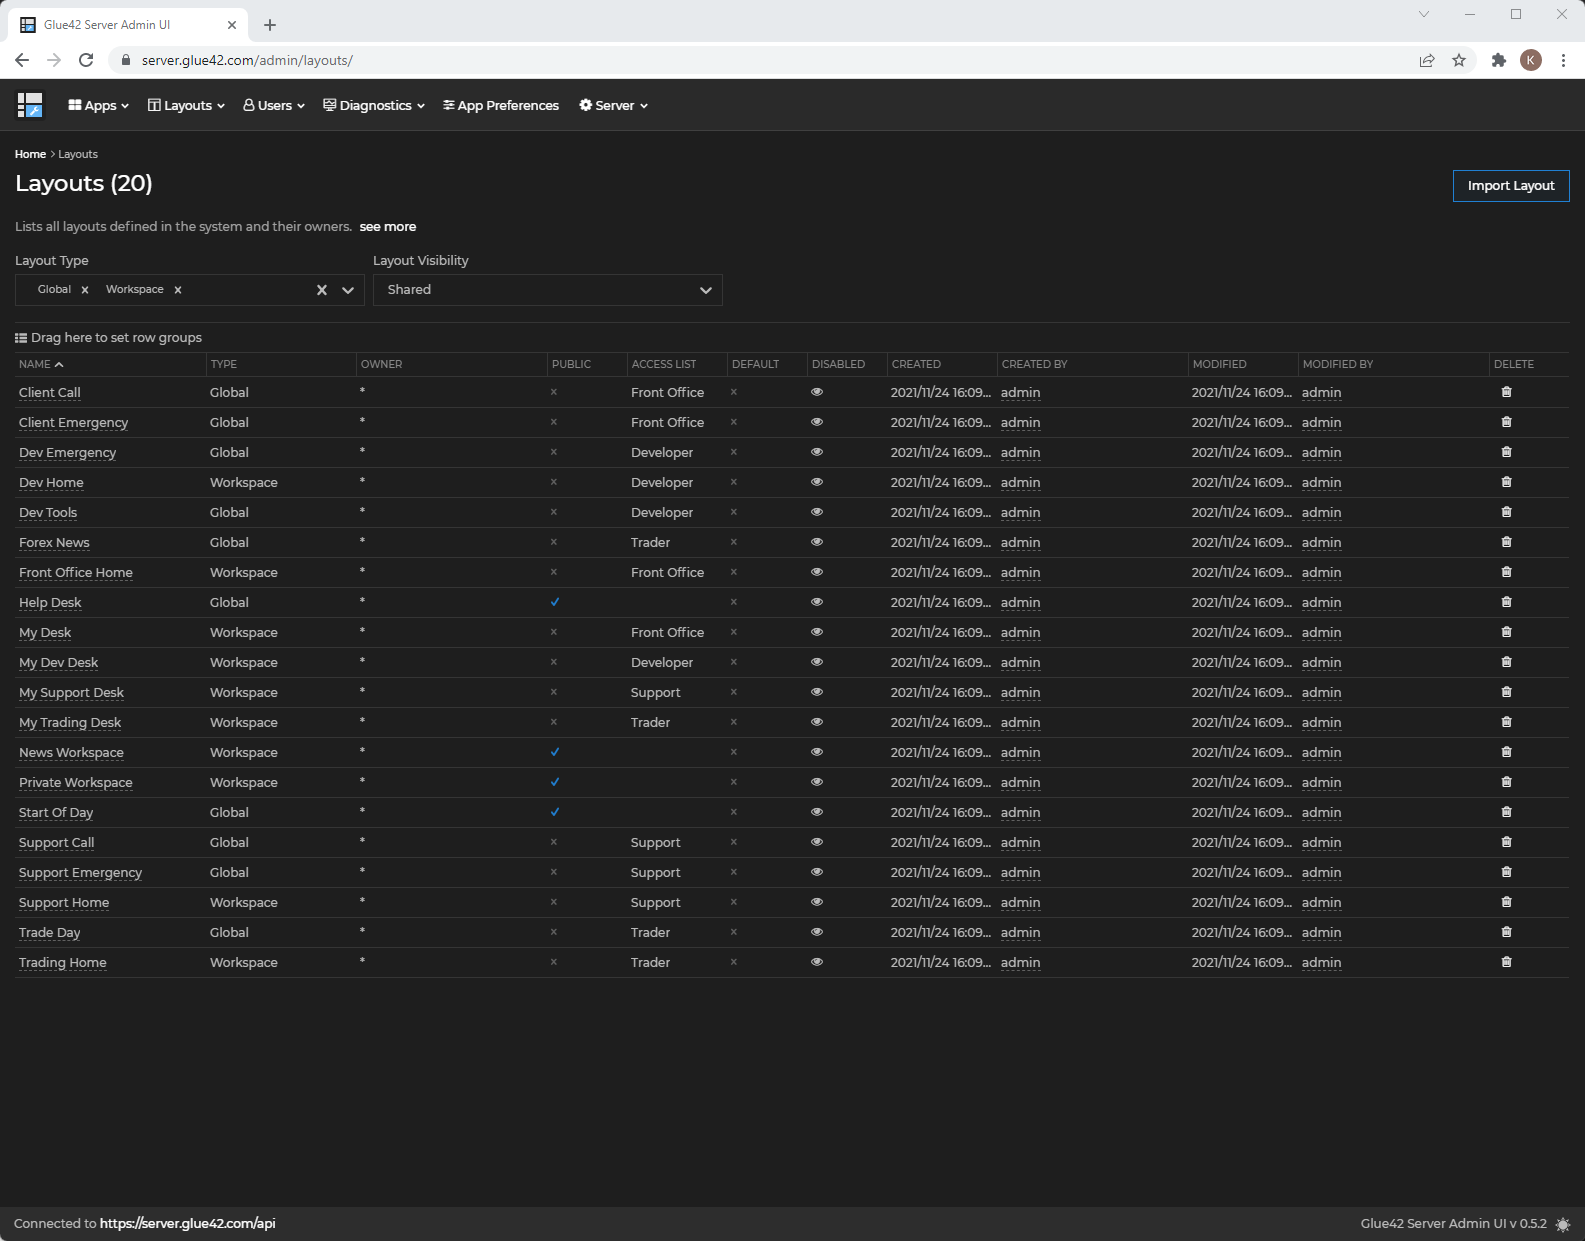 Glue42 Server Admin UI
server.glue42.com/admin/layouts/
K
Apps Layouts Users Diagnostics App Preferences Server
Home > Layouts
Layouts (20)
Import Layout
Lists all layouts defined in the system and their owners. see more
Layout Type Layout Visibility
Global × Workspace × Shared
Drag here to set row groups
NAME TYPE OWNER PUBLIC ACCESS LIST DEFAULT DISABLED CREATED CREATED BY MODIFIED MODIFIED BY DELETE
Client Call Global * × Front Office × 2021/11/24 16:09... admin 2021/11/24 16:09... admin
Client Emergency Global * × Front Office × 2021/11/24 16:09... admin 2021/11/24 16:09... admin
Dev Emergency Global * × Developer × 2021/11/24 16:09... admin 2021/11/24 16:09... admin
Dev Home Workspace * × Developer × 2021/11/24 16:09... admin 2021/11/24 16:09... admin
Dev Tools Global * × Developer × 2021/11/24 16:09... admin 2021/11/24 16:09... admin
Forex News Global * × Trader × 2021/11/24 16:09... admin 2021/11/24 16:09... admin
Front Office Home Workspace * × Front Office × 2021/11/24 16:09... admin 2021/11/24 16:09... admin
Help Desk Global * ✓ × 2021/11/24 16:09... admin 2021/11/24 16:09... admin
My Desk Workspace * × Front Office × 2021/11/24 16:09... admin 2021/11/24 16:09... admin
My Dev Desk Workspace * × Developer × 2021/11/24 16:09... admin 2021/11/24 16:09... admin
My Support Desk Workspace * × Support × 2021/11/24 16:09... admin 2021/11/24 16:09... admin
My Trading Desk Workspace * × Trader × 2021/11/24 16:09... admin 2021/11/24 16:09... admin
News Workspace Workspace * ✓ × 2021/11/24 16:09... admin 2021/11/24 16:09... admin
Private Workspace Workspace * ✓ × 2021/11/24 16:09... admin 2021/11/24 16:09... admin
Start Of Day Global * ✓ × 2021/11/24 16:09... admin 2021/11/24 16:09... admin
Support Call Global * × Support × 2021/11/24 16:09... admin 2021/11/24 16:09... admin
Support Emergency Global * × Support × 2021/11/24 16:09... admin 2021/11/24 16:09... admin
Support Home Workspace * × Support × 2021/11/24 16:09... admin 2021/11/24 16:09... admin
Trade Day Global * × Trader × 2021/11/24 16:09... admin 2021/11/24 16:09... admin
Trading Home Workspace * × Trader × 2021/11/24 16:09... admin 2021/11/24 16:09... admin
Connected to https://server.glue42.com/api Glue42 Server Admin UI v 0.5.2